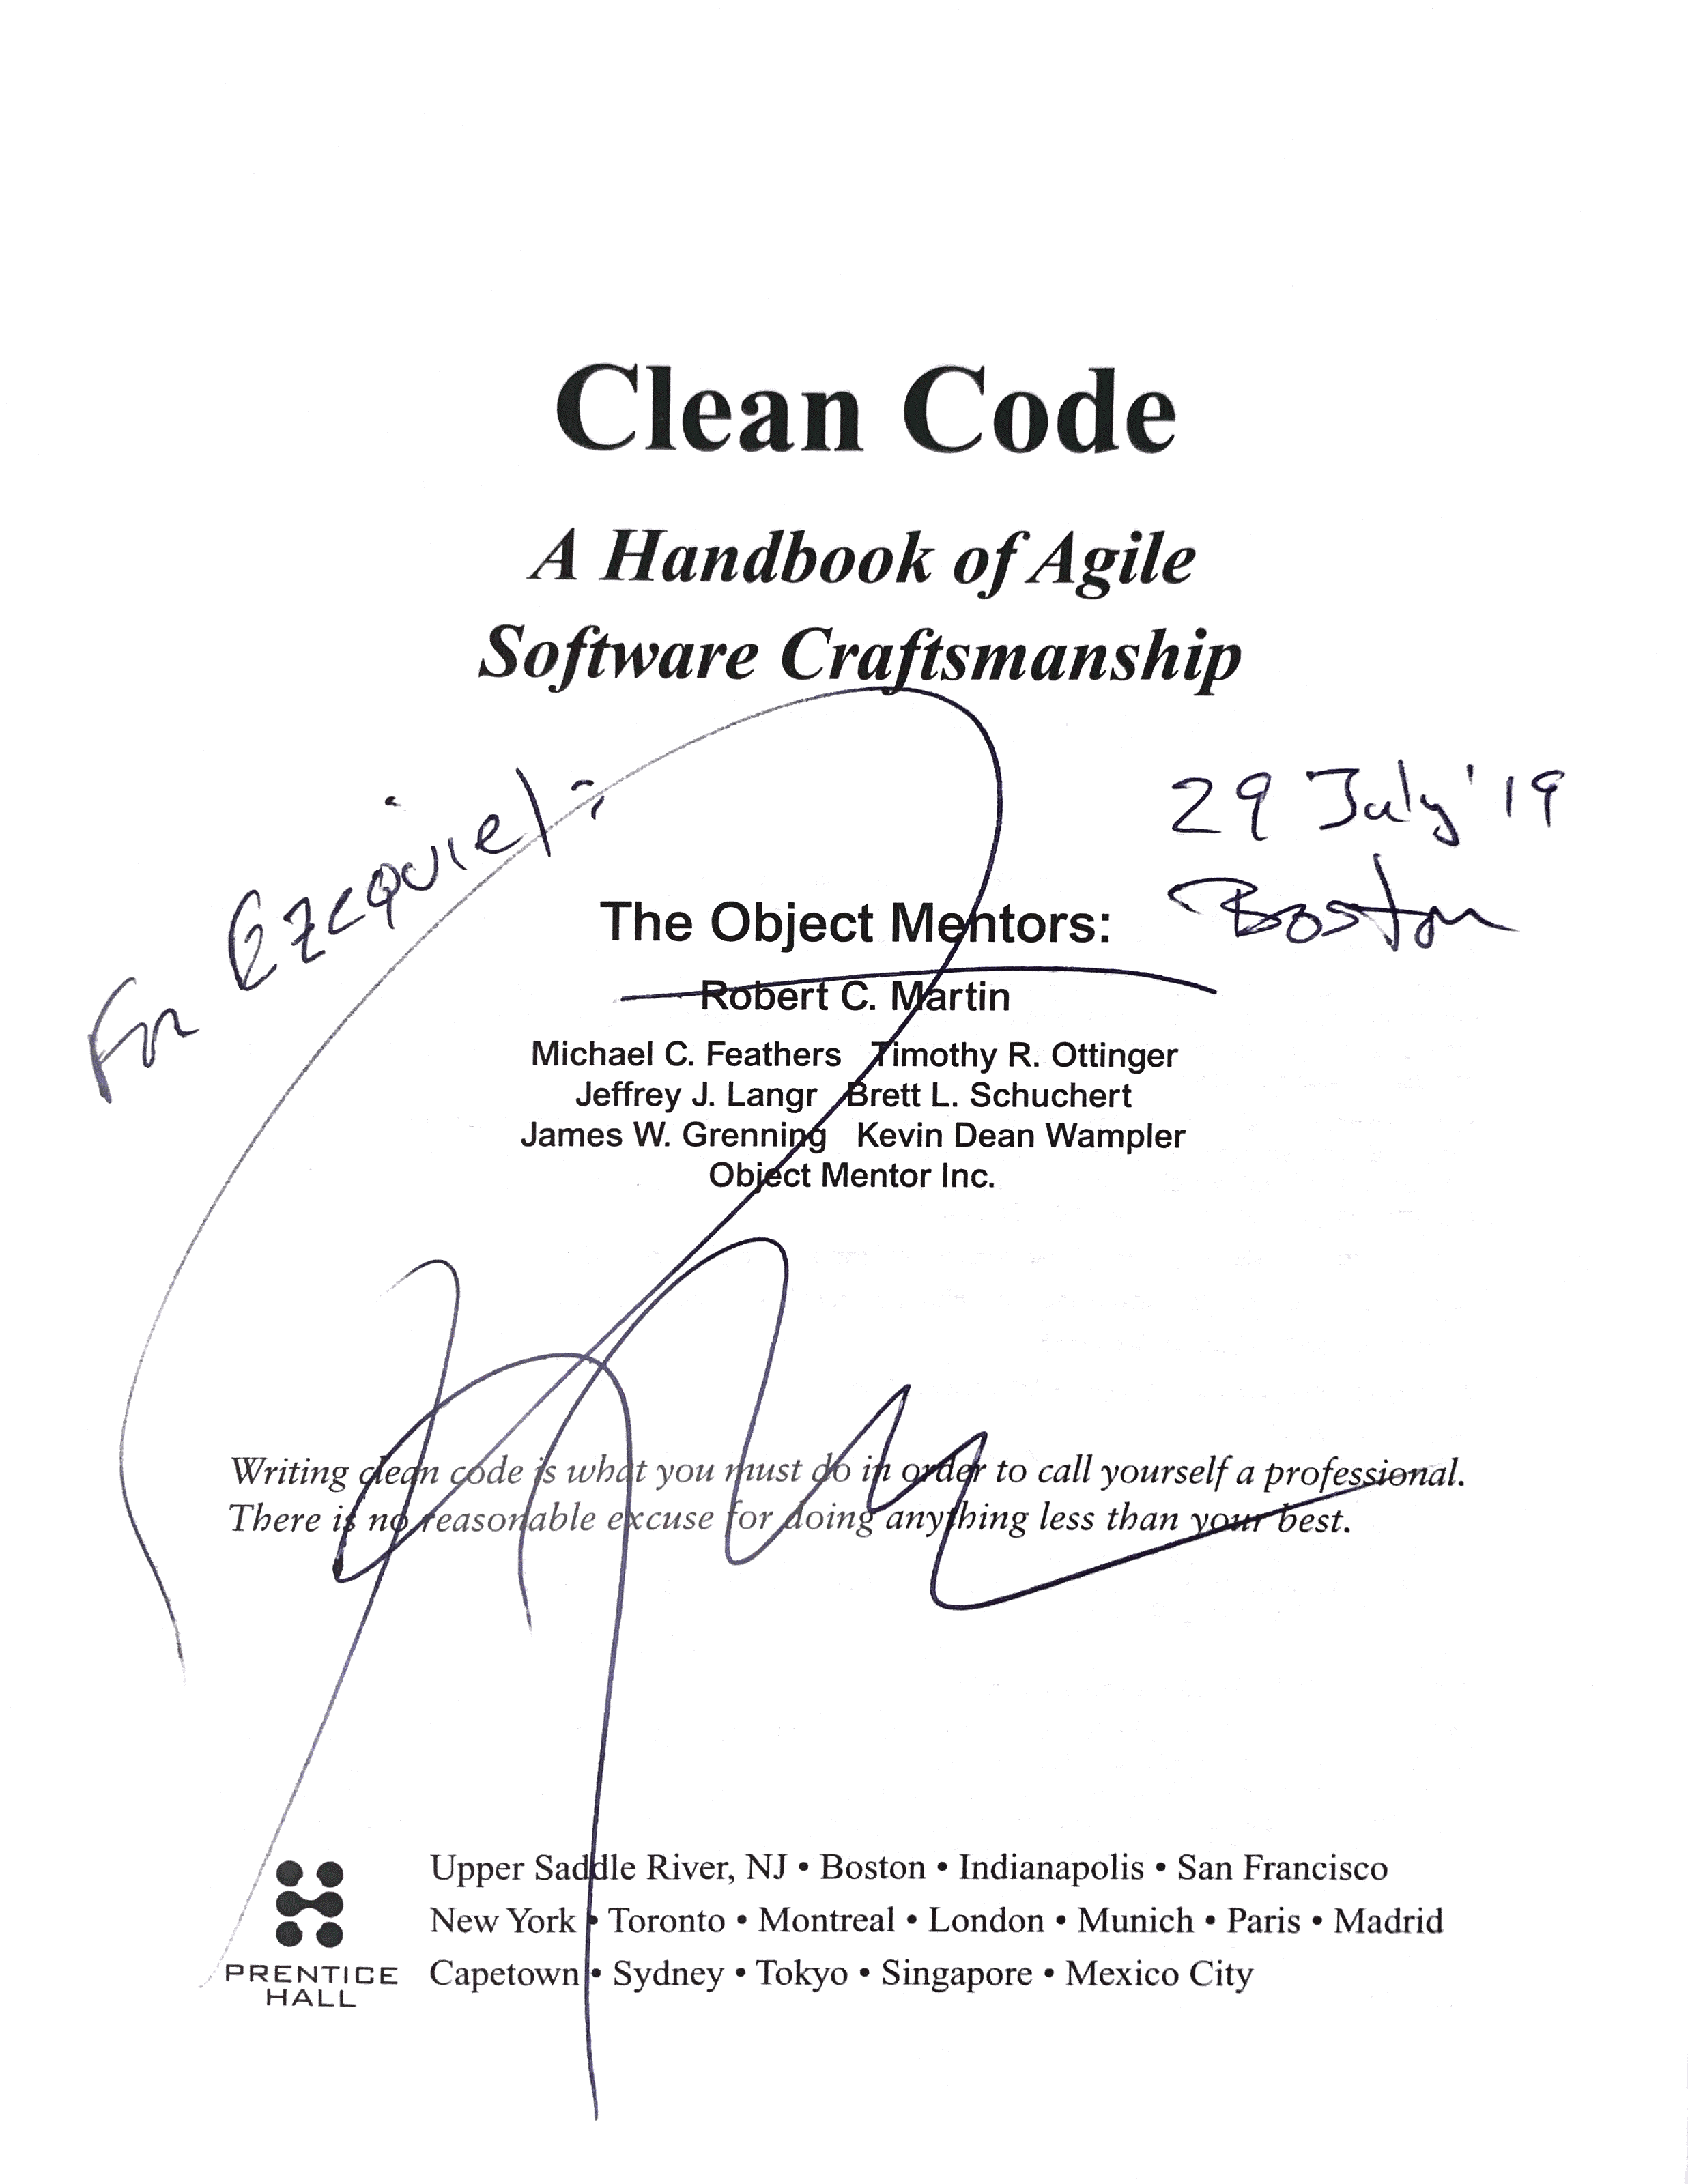 Clean Code
A Handbook of Agile
Software Craftsmanship
For Ezequiel:
29 July '19
Boston
The Object Mentors:
Robert C. Martin
Michael C. Feathers Timothy R. Ottinger
Jeffrey J. Langr Brett L. Schuchert
James W. Grenning Kevin Dean Wampler
Object Mentor Inc.
Writing clean code is what you must do in order to call yourself a professional.
There is no reasonable excuse for doing anything less than your best.
Upper Saddle River, NJ • Boston • Indianapolis • San Francisco
New York • Toronto • Montreal • London • Munich • Paris • Madrid
Capetown • Sydney • Tokyo • Singapore • Mexico City
PRENTICE
HALL